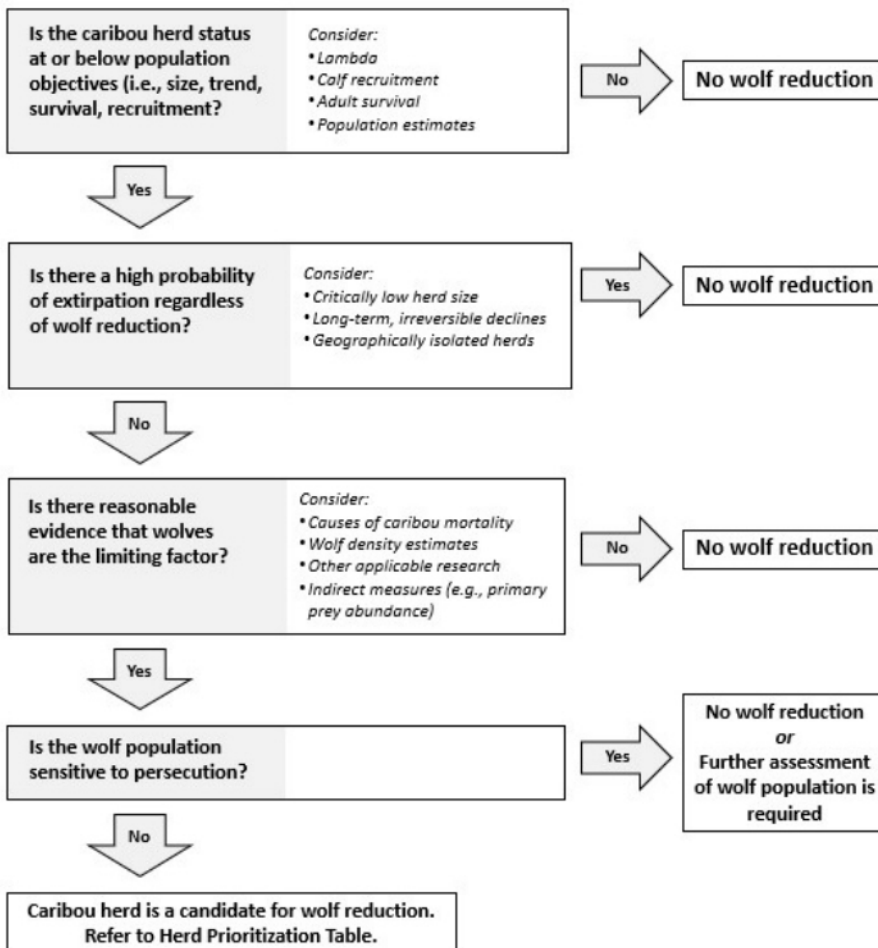 Is the caribou herd status
at or below population
objectives (i.e., size, trend,
survival, recruitment?
Consider:
• Lambda
• Calf recruitment
• Adult survival
• Population estimates
No
No wolf reduction
Yes
Is there a high probability
of extirpation regardless
of wolf reduction?
Consider:
• Critically low herd size
• Long-term, irreversible declines
• Geographically isolated herds
Yes
No wolf reduction
No
Is there reasonable
evidence that wolves
are the limiting factor?
Consider:
• Causes of caribou mortality
• Wolf density estimates
• Other applicable research
• Indirect measures (e.g., primary
prey abundance)
No
No wolf reduction
Yes
Is the wolf population
sensitive to persecution?
Yes
No wolf reduction
or
Further assessment
of wolf population is
required
No
Caribou herd is a candidate for wolf reduction.
Refer to Herd Prioritization Table.